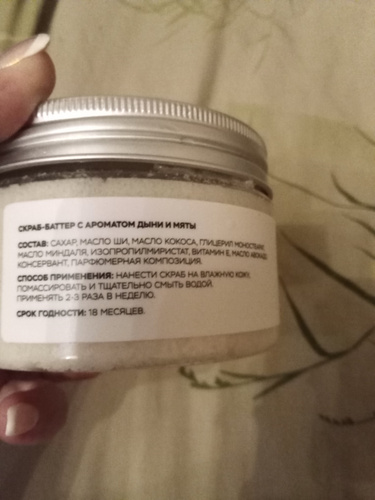 СКРАБ-БАТТЕР С АРОМАТОМ ДЫНИ И МЯТЫ
СОСТАВ: САХАР, МАСЛО ШИ, МАСЛО КОКОСА, ГЛИЦЕРИЛ МОНОСТЕАРАТ,
МАСЛО МИНДАЛЯ, ИЗОПРОПИЛМИРИСТАТ, ВИТАМИН Е, МАСЛО АВОКАДО,
КОНСЕРВАНТ, ПАРФЮМЕРНАЯ КОМПОЗИЦИЯ.
СПОСОБ ПРИМЕНЕНИЯ: НАНЕСТИ СКРАБ НА ВЛАЖНУЮ КОЖУ,
ПОМАССИРОВАТЬ И ТЩАТЕЛЬНО СМЫТЬ ВОДОЙ.
ПРИМЕНЯТЬ 2-3 РАЗА В НЕДЕЛЮ.
СРОК ГОДНОСТИ: 18 МЕСЯЦЕВ.